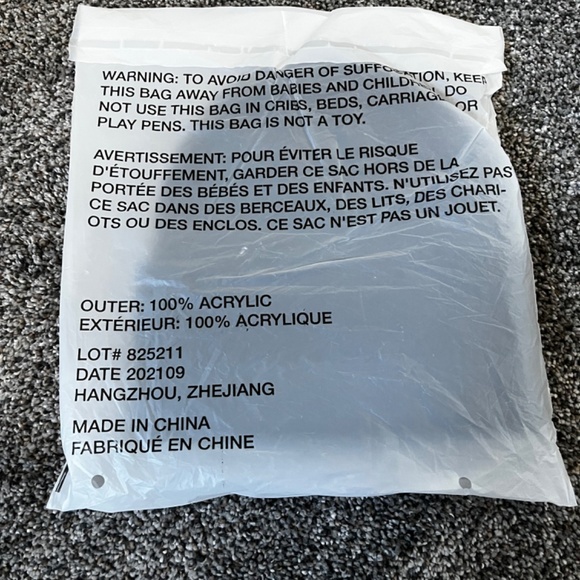 WARNING: TO AVOID DANGER OF SUFFOCATION, KEEP
THIS BAG AWAY FROM BABIES AND CHILDREN, DO
NOT USE THIS BAG IN CRIBS, BEDS, CARRIAGE OR
PLAY PENS. THIS BAG IS NOT A TOY.
AVERTISSEMENT: POUR ÉVITER LE RISQUE
D'ÉTOUFFEMENT, GARDER CE SAC HORS DE LA
PORTÉE DES BÉBÉS ET DES ENFANTS. N'UTILISEZ PAS
CE SAC DANS DES BERCEAUX, DES LITS, DES CHARI-
OTS OU DES ENCLOS. CE SAC N'EST PAS UN JOUET.
OUTER: 100% ACRYLIC
EXTÉRIEUR: 100% ACRYLIQUE
LOT# 825211
DATE 202109
HANGZHOU, ZHEJIANG
MADE IN CHINA
FABRIQUÉ EN CHINE